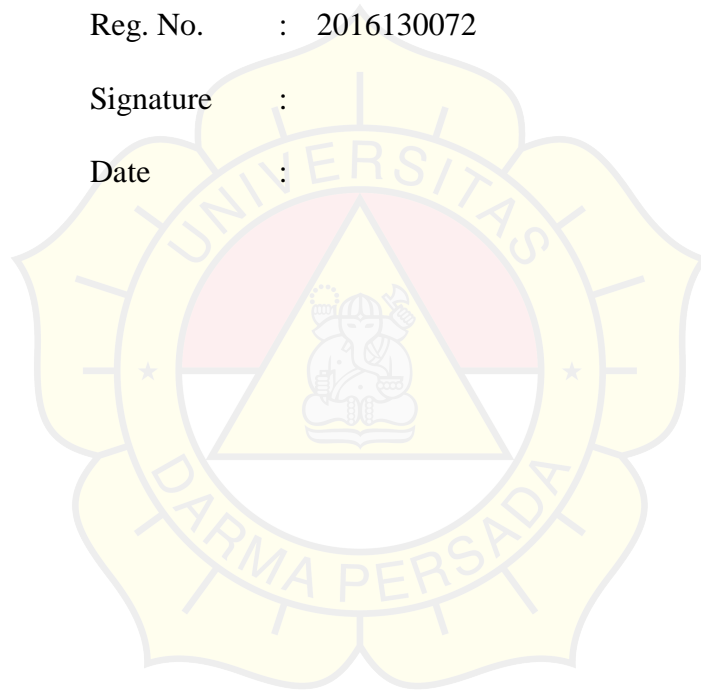 Reg. No. : 2016130072
Signature :
Date :
UNIVERSITAS
DARMA PERSADA